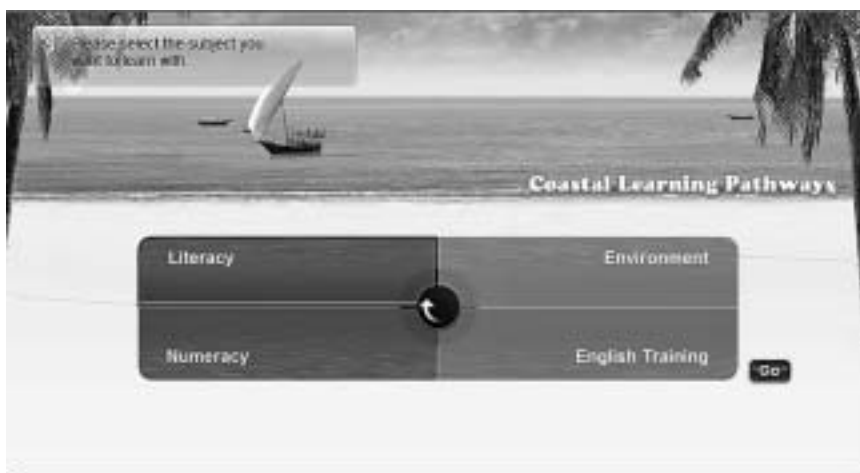 Please select the subject you
want to learn with.
Coastal Learning Pathways
Literacy
Environment
Numeracy
English Training
Go